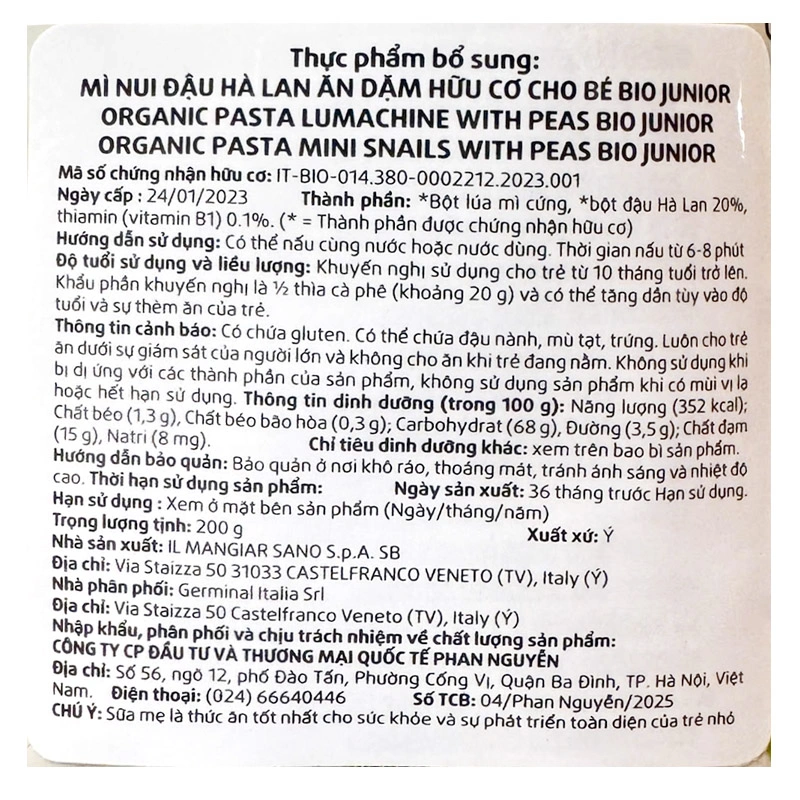 Thực phẩm bổ sung:
MÌ NUI ĐẬU HÀ LAN ĂN DẶM HỮU CƠ CHO BÉ BIO JUNIOR
ORGANIC PASTA LUMACHINE WITH PEAS BIO JUNIOR
ORGANIC PASTA MINI SNAILS WITH PEAS BIO JUNIOR
Mã số chứng nhận hữu cơ: IT-BIO-014.380-0002212.2023.001
Ngày cấp : 24/01/2023 Thành phần: *Bột lúa mì cứng, *bột đậu Hà Lan 20%,
thiamin (vitamin B1) 0.1%. (* = Thành phần được chứng nhận hữu cơ)
Hướng dẫn sử dụng: Có thể nấu cùng nước hoặc nước dùng. Thời gian nấu từ 6-8 phút
Độ tuổi sử dụng và liều lượng: Khuyến nghị sử dụng cho trẻ từ 10 tháng tuổi trở lên.
Khẩu phần khuyến nghị là ½ thìa cà phê (khoảng 20 g) và có thể tăng dần tùy vào độ
tuổi và sự thèm ăn của trẻ.
Thông tin cảnh báo: Có chứa gluten. Có thể chứa đậu nành, mù tạt, trứng. Luôn cho trẻ
ăn dưới sự giám sát của người lớn và không cho ăn khi trẻ đang nằm. Không sử dụng khi
bị dị ứng với các thành phần của sản phẩm, không sử dụng sản phẩm khi có mùi vị lạ
hoặc hết hạn sử dụng. Thông tin dinh dưỡng (trong 100 g): Năng lượng (352 kcal);
Chất béo (1,3 g), Chất béo bão hòa (0,3 g); Carbohydrat (68 g), Đường (3,5 g); Chất đạm
(15 g), Natri (8 mg). Chỉ tiêu dinh dưỡng khác: xem trên bao bì sản phẩm.
Hướng dẫn bảo quản: Bảo quản ở nơi khô ráo, thoáng mát, tránh ánh sáng và nhiệt độ
cao. Thời hạn sử dụng sản phẩm: Ngày sản xuất: 36 tháng trước Hạn sử dụng.
Hạn sử dụng : Xem ở mặt bên sản phẩm (Ngày/tháng/năm)
Trọng lượng tịnh: 200 g Xuất xứ: Ý
Nhà sản xuất: IL MANGIAR SANO S.p.A. SB
Địa chỉ: Via Staizza 50 31033 CASTELFRANCO VENETO (TV), Italy (Ý)
Nhà phân phối: Germinal Italia Srl
Địa chỉ: Via Staizza 50 Castelfranco Veneto (TV), Italy (Ý)
Nhập khẩu, phân phối và chịu trách nhiệm về chất lượng sản phẩm:
CÔNG TY CP ĐẦU TƯ VÀ THƯƠNG MẠI QUỐC TẾ PHAN NGUYỄN
Địa chỉ: Số 56, ngõ 12, phố Đào Tấn, Phường Cống Vị, Quận Ba Đình, TP. Hà Nội, Việt
Nam. Điện thoại: (024) 66640446 Số TCB: 04/Phan Nguyễn/2025
CHÚ Ý: Sữa mẹ là thức ăn tốt nhất cho sức khỏe và sự phát triển toàn diện của trẻ nhỏ